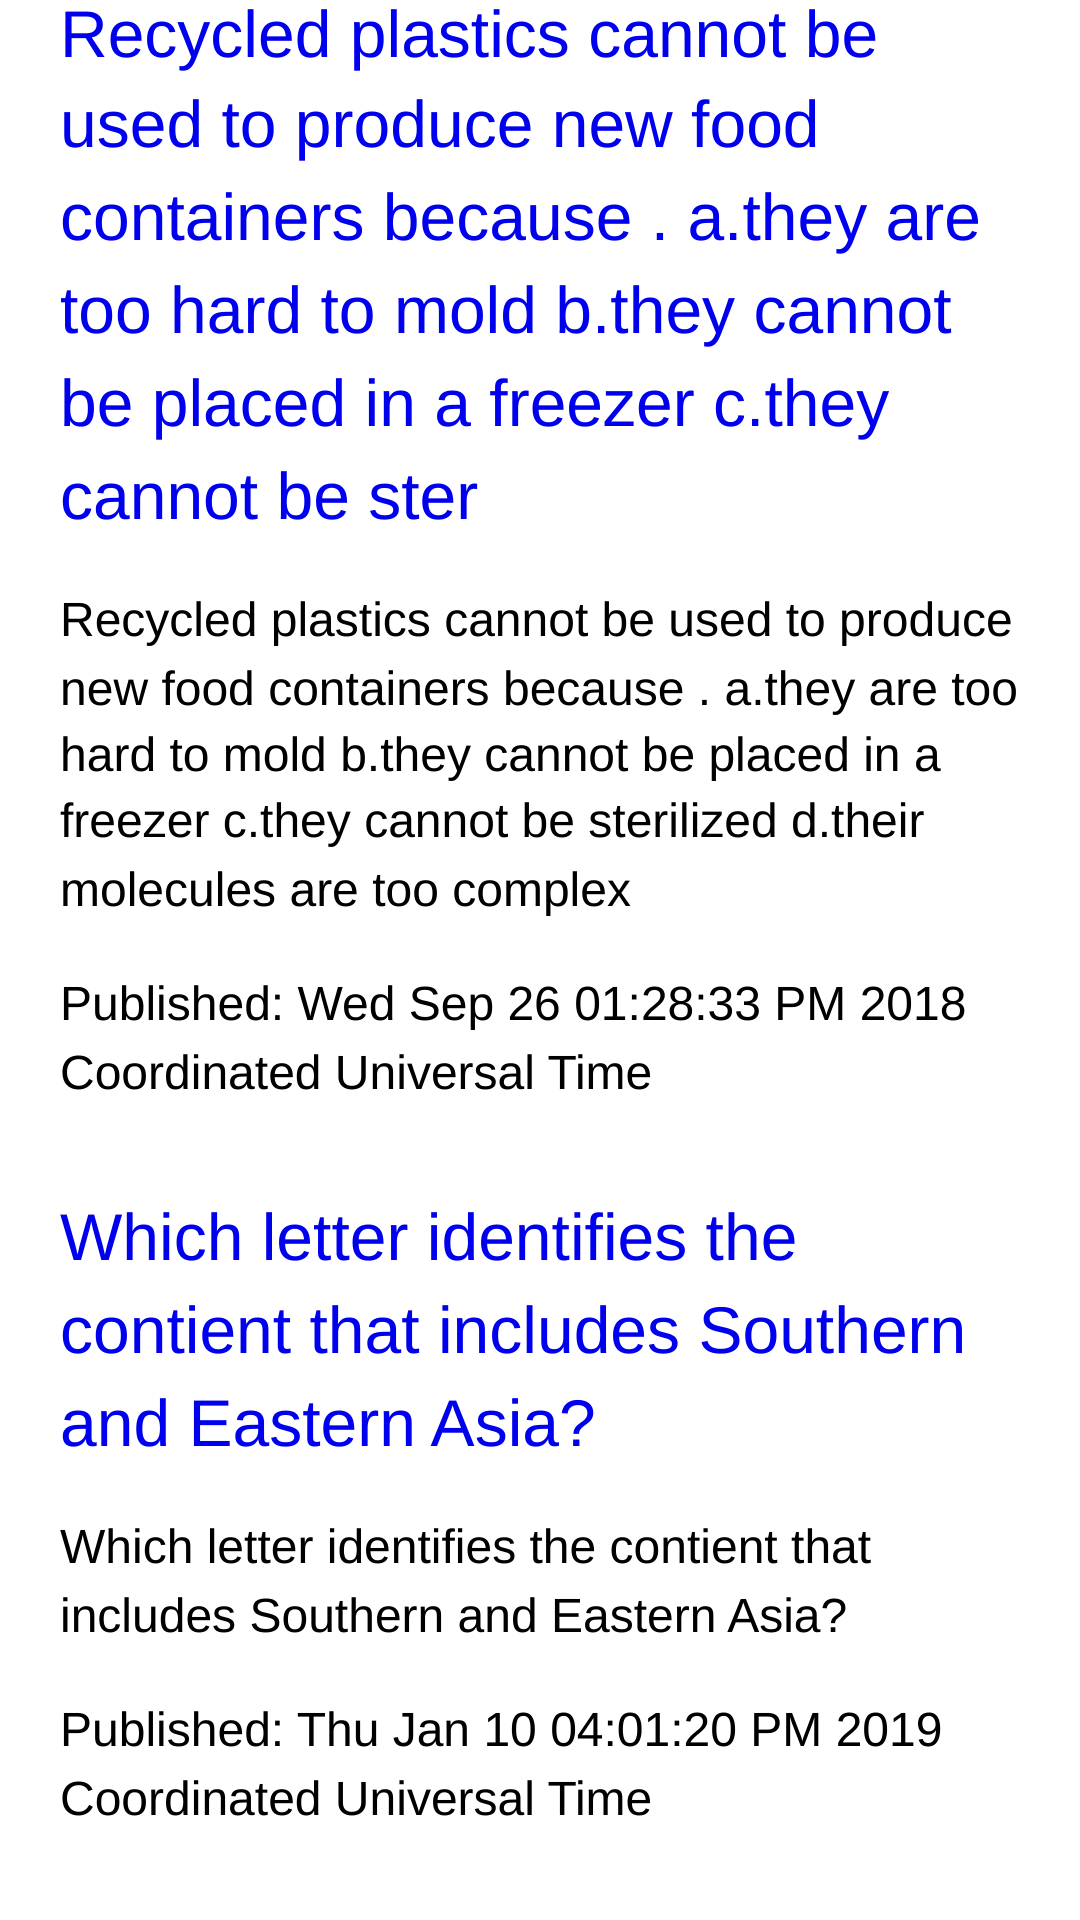 Recycled plastics cannot be
used to produce new food
containers because . a.they are
too hard to mold b.they cannot
be placed in a freezer c.they
cannot be ster
Recycled plastics cannot be used to produce
new food containers because . a.they are too
hard to mold b.they cannot be placed in a
freezer c.they cannot be sterilized d.their
molecules are too complex
Published: Wed Sep 26 01:28:33 PM 2018
Coordinated Universal Time
Which letter identifies the
contient that includes Southern
and Eastern Asia?
Which letter identifies the contient that
includes Southern and Eastern Asia?
Published: Thu Jan 10 04:01:20 PM 2019
Coordinated Universal Time